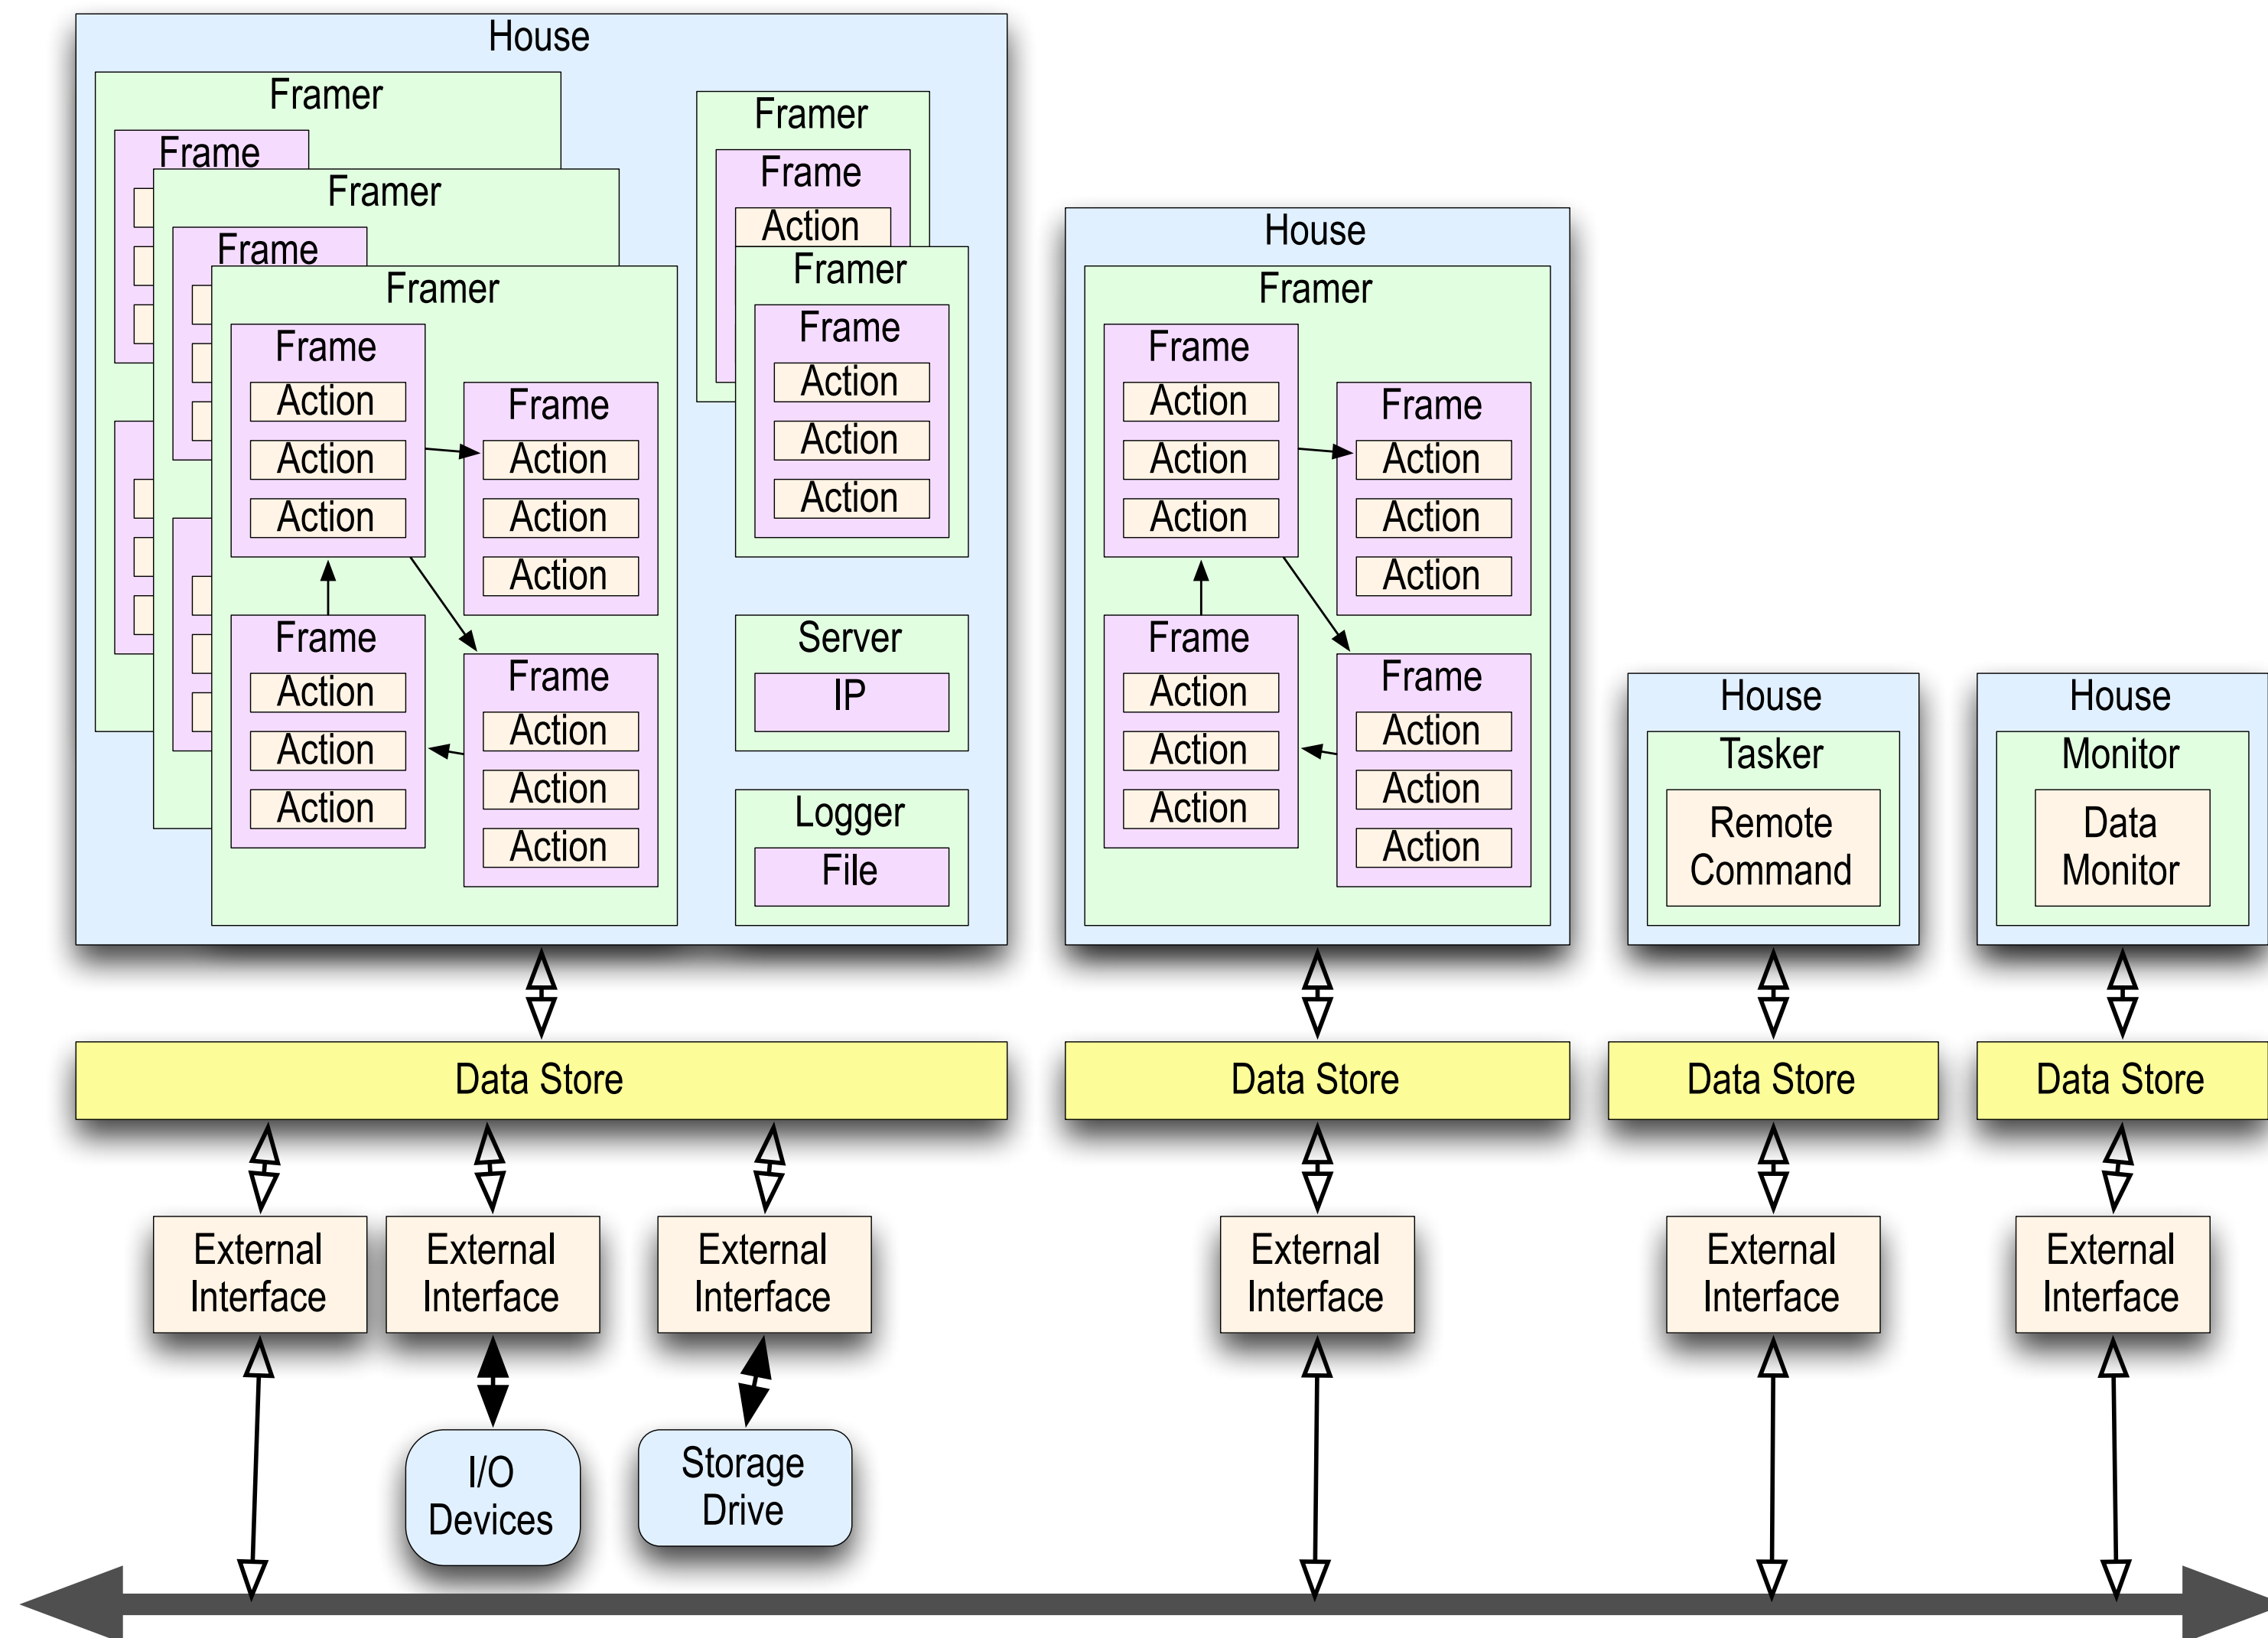 House
Framer
Frame
Framer
Frame
Framer
Frame
Action
Action
Action
Frame
Action
Action
Action
Frame
Action
Action
Action
Frame
Action
Action
Action
Framer
Frame
Action
Framer
Frame
Action
Action
Action
Server
IP
Logger
File
House
Framer
Frame
Action
Action
Action
Frame
Action
Action
Action
Frame
Action
Action
Action
Frame
Action
Action
Action
House
Tasker
Remote
Command
House
Monitor
Data
Monitor
Data Store
Data Store
Data Store
Data Store
External
Interface
External
Interface
External
Interface
External
Interface
External
Interface
External
Interface
I/O
Devices
Storage
Drive